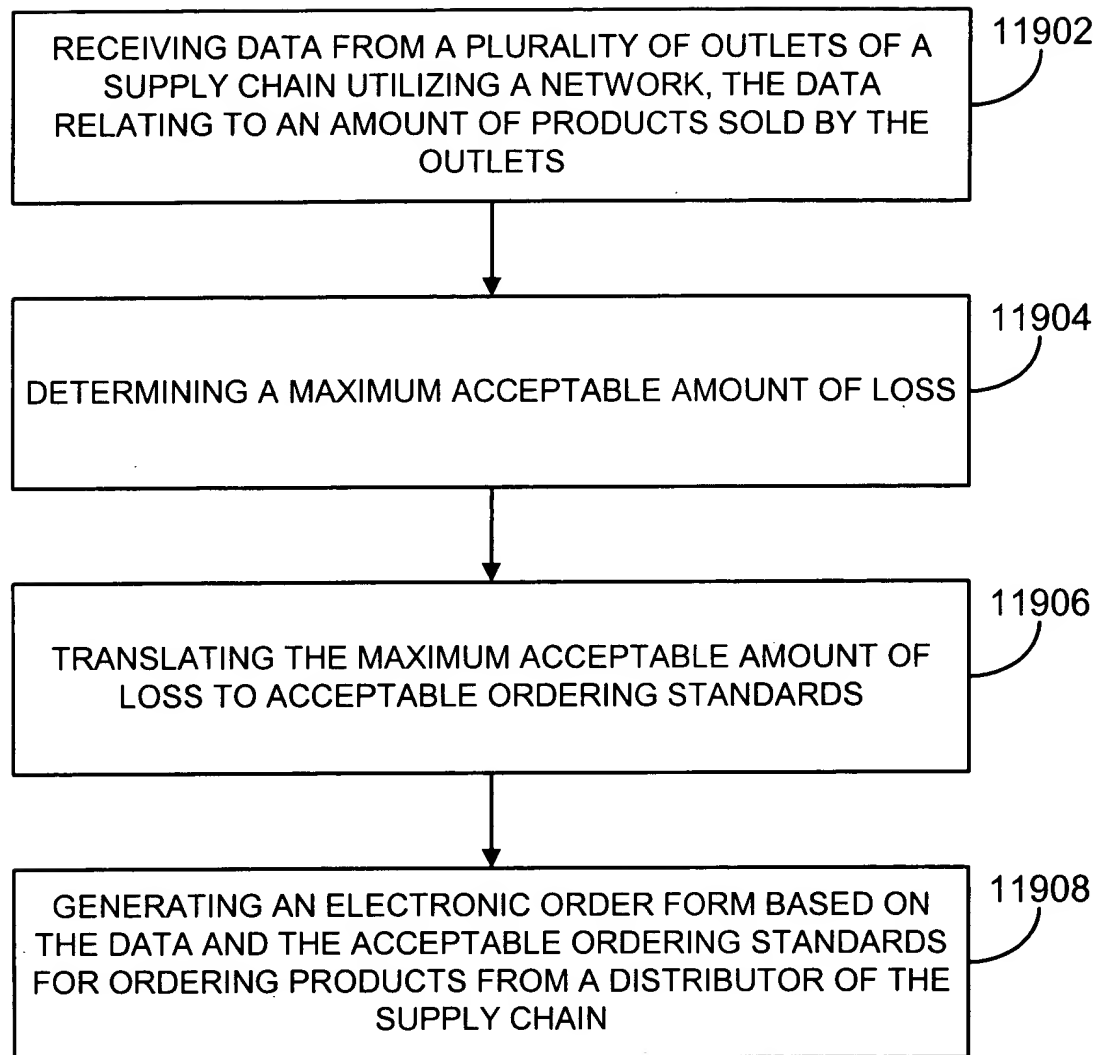 RECEIVING DATA FROM A PLURALITY OF OUTLETS OF A
SUPPLY CHAIN UTILIZING A NETWORK, THE DATA
RELATING TO AN AMOUNT OF PRODUCTS SOLD BY THE
OUTLETS
11902
DETERMINING A MAXIMUM ACCEPTABLE AMOUNT OF LOSS
11904
TRANSLATING THE MAXIMUM ACCEPTABLE AMOUNT OF
LOSS TO ACCEPTABLE ORDERING STANDARDS
11906
GENERATING AN ELECTRONIC ORDER FORM BASED ON
THE DATA AND THE ACCEPTABLE ORDERING STANDARDS
FOR ORDERING PRODUCTS FROM A DISTRIBUTOR OF THE
SUPPLY CHAIN
11908